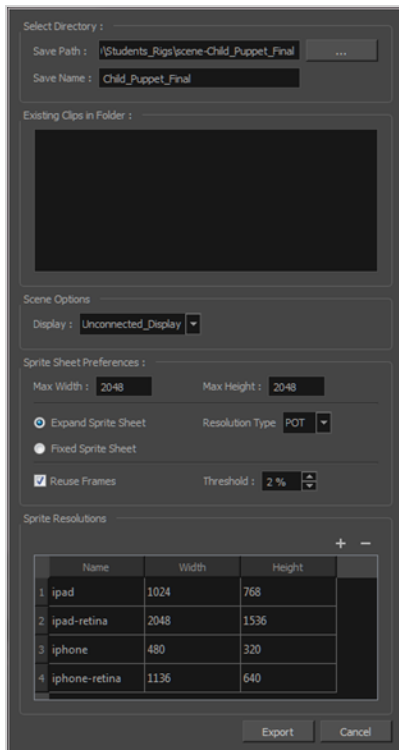 Select Directory :
Save Path : \Students_Rigs\scene-Child_Puppet_Final ...
Save Name : Child_Puppet_Final
Existing Clips in Folder :
Scene Options
Display : Unconnected_Display
Sprite Sheet Preferences :
Max Width : 2048 Max Height : 2048
Expand Sprite Sheet Resolution Type POT
Fixed Sprite Sheet
Reuse Frames Threshold : 2 %
Sprite Resolutions
+ −
Name Width Height
1 ipad 1024 768
2 ipad-retina 2048 1536
3 iphone 480 320
4 iphone-retina 1136 640
Export Cancel